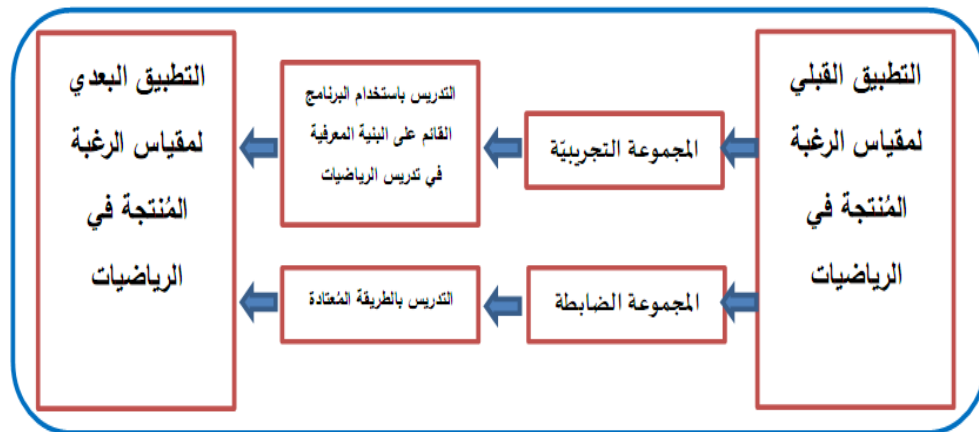 التطبيق القبلي
لمقياس الرغبة
المُنتجة في
الرياضيات
المجموعة التجريبيّة
التدريس باستخدام البرنامج
القائم على البنية المعرفية
في تدريس الرياضيات
المجموعة الضابطة
التدريس بالطريقة المُعتادة
التطبيق البعدي
لمقياس الرغبة
المُنتجة في
الرياضيات